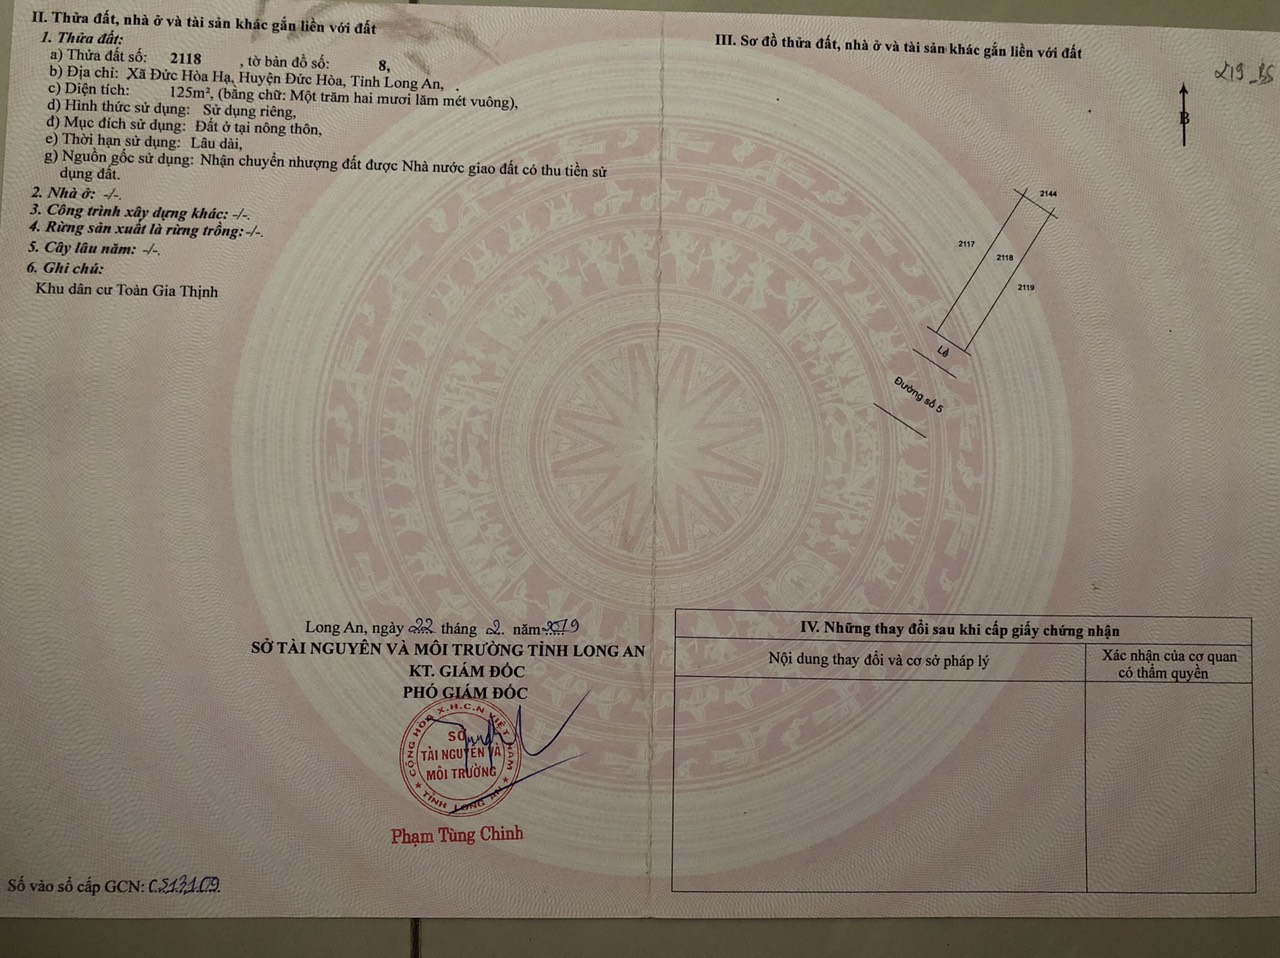 II. Thửa đất, nhà ở và tài sản khác gắn liền với đất
1. Thửa đất:
a) Thửa đất số: 2118 , tờ bản đồ số: 8,
b) Địa chỉ: Xã Đức Hòa Hạ, Huyện Đức Hòa, Tỉnh Long An, .
c) Diện tích: 125m², (bằng chữ: Một trăm hai mươi lăm mét vuông),
d) Hình thức sử dụng: Sử dụng riêng,
đ) Mục đích sử dụng: Đất ở tại nông thôn,
e) Thời hạn sử dụng: Lâu dài,
g) Nguồn gốc sử dụng: Nhận chuyển nhượng đất được Nhà nước giao đất có thu tiền sử
dụng đất.
2. Nhà ở: -/-.
3. Công trình xây dựng khác: -/-.
4. Rừng sản xuất là rừng trồng:-/-.
5. Cây lâu năm: -/-.
6. Ghi chú:
Khu dân cư Toàn Gia Thịnh
Long An, ngày 22 tháng 2. năm 2019
SỞ TÀI NGUYÊN VÀ MÔI TRƯỜNG TỈNH LONG AN
KT. GIÁM ĐỐC
PHÓ GIÁM ĐỐC
CỘNG HÒA X.H.C.N VIỆT NAM
SỞ
TÀI NGUYÊN VÀ
MÔI TRƯỜNG
TỈNH LONG AN
Phạm Tùng Chinh
Số vào sổ cấp GCN: CS13109
III. Sơ đồ thửa đất, nhà ở và tài sản khác gắn liền với đất
B
2144
2117
2118
2119
Lề
Đường số 5
IV. Những thay đổi sau khi cấp giấy chứng nhận
Nội dung thay đổi và cơ sở pháp lý
Xác nhận của cơ quan
có thẩm quyền